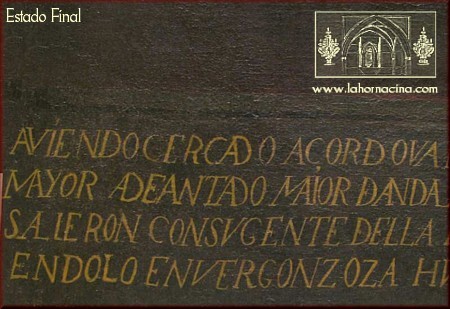 Estado Final
www.lahornacina.com
AVIENDO CERCADO A CORDOVA
MAYOR ADEANTADO MAIOR DANDA
SALIERON CONSVGENTE DELLA
ENDOLO ENVERGONZOZA HV